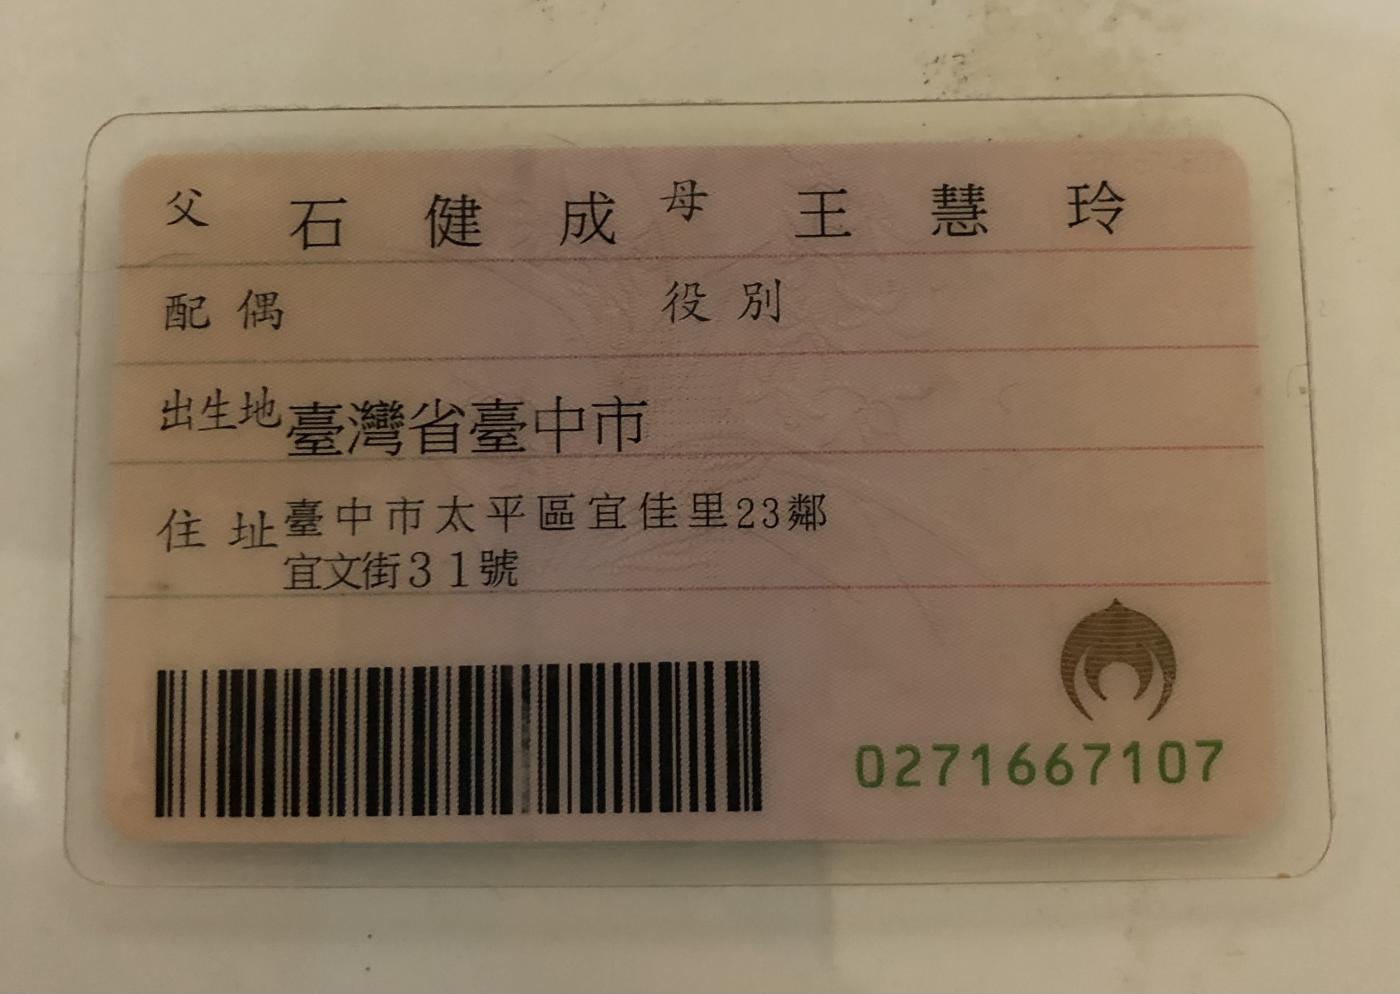 父 石健成 母 王慧玲
配偶 役別
出生地 臺灣省臺中市
住址 臺中市太平區宜佳里23鄰
宜文街31號
0271667107